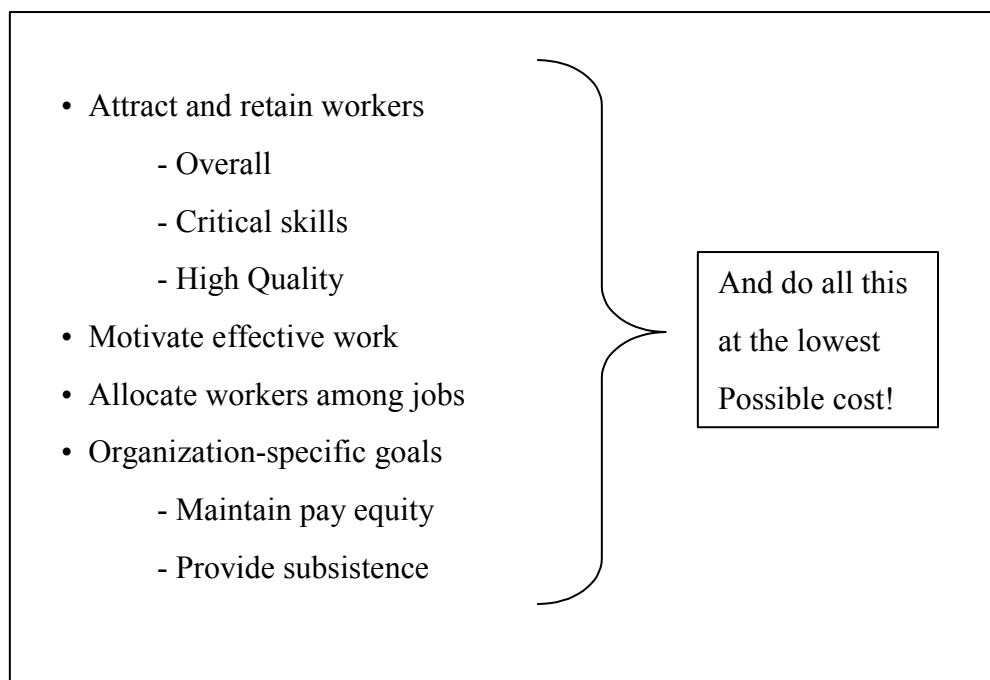 • Attract and retain workers
- Overall
- Critical skills
- High Quality
• Motivate effective work
• Allocate workers among jobs
• Organization-specific goals
- Maintain pay equity
- Provide subsistence
And do all this
at the lowest
Possible cost!